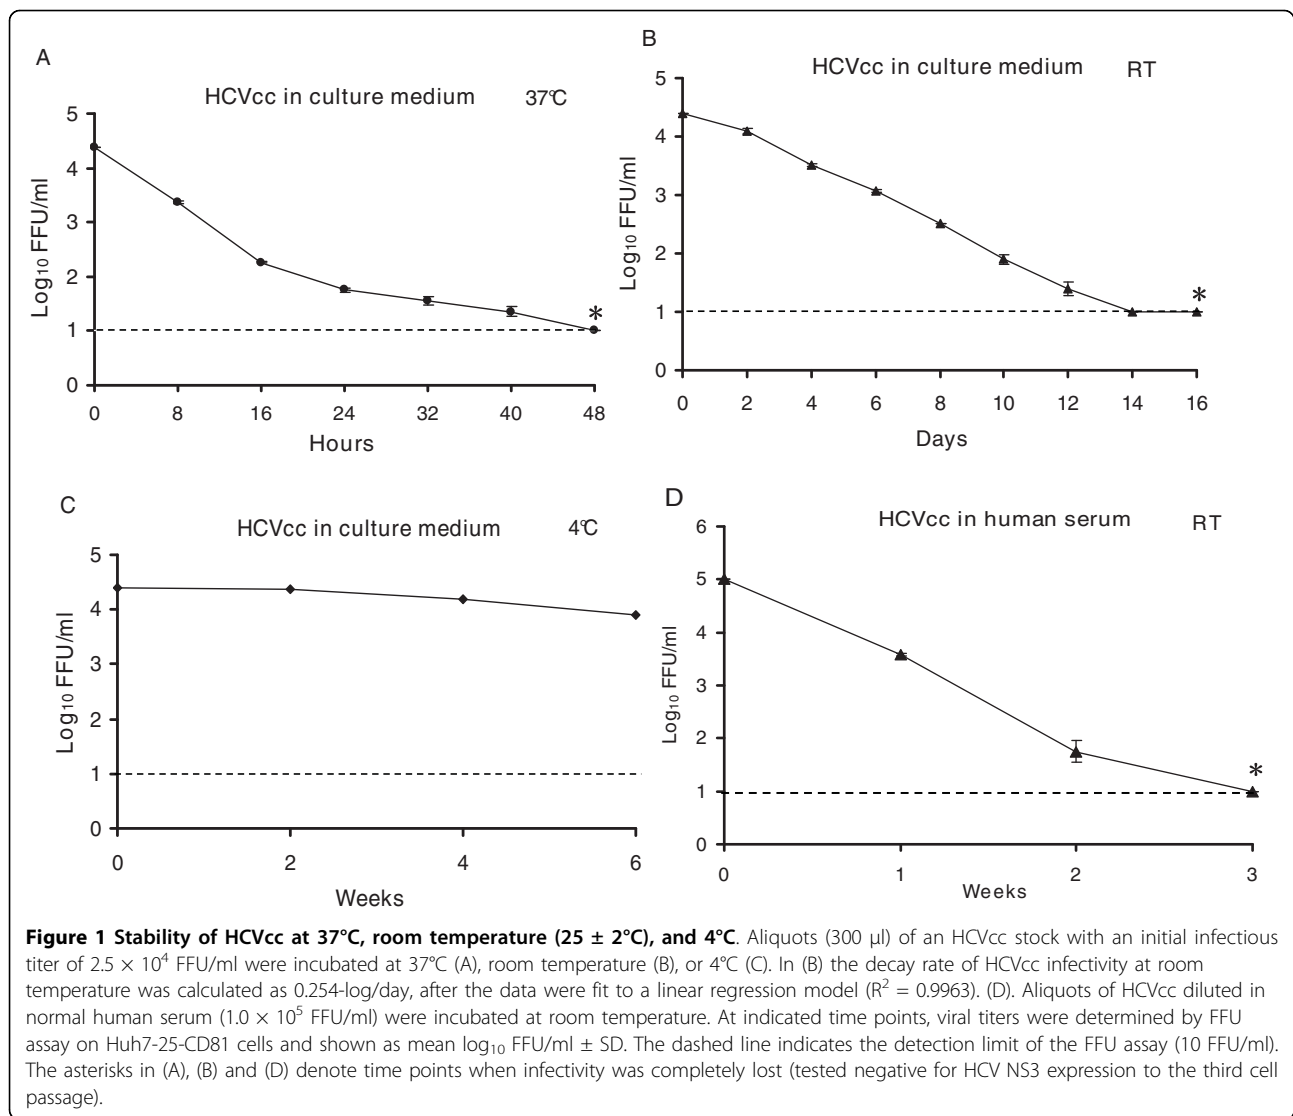 A
HCVcc in culture medium 37°C
Log10 FFU/ml
5
4
3
2
1
0
*
0 8 16 24 32 40 48
Hours
B
HCVcc in culture medium RT
Log10 FFU/ml
5
4
3
2
1
0
*
0 2 4 6 8 10 12 14 16
Days
C
HCVcc in culture medium 4°C
Log10 FFU/ml
5
4
3
2
1
0
0 2 4 6
Weeks
D
HCVcc in human serum RT
Log10 FFU/ml
6
5
4
3
2
1
0
*
0 1 2 3
Weeks
Figure 1 Stability of HCVcc at 37°C, room temperature (25 ± 2°C), and 4°C. Aliquots (300 μl) of an HCVcc stock with an initial infectious
titer of 2.5 × 10⁴ FFU/ml were incubated at 37°C (A), room temperature (B), or 4°C (C). In (B) the decay rate of HCVcc infectivity at room
temperature was calculated as 0.254-log/day, after the data were fit to a linear regression model (R² = 0.9963). (D). Aliquots of HCVcc diluted in
normal human serum (1.0 × 10⁵ FFU/ml) were incubated at room temperature. At indicated time points, viral titers were determined by FFU
assay on Huh7-25-CD81 cells and shown as mean log₁₀ FFU/ml ± SD. The dashed line indicates the detection limit of the FFU assay (10 FFU/ml).
The asterisks in (A), (B) and (D) denote time points when infectivity was completely lost (tested negative for HCV NS3 expression to the third cell
passage).